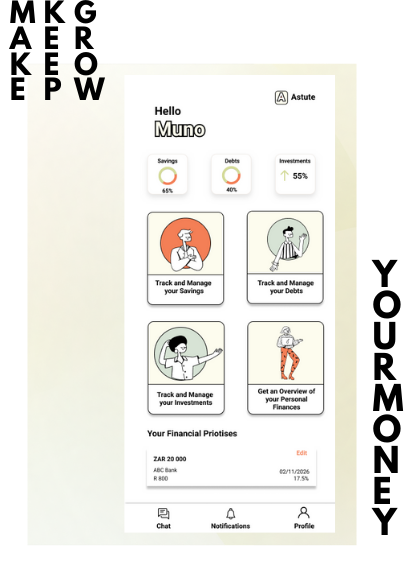 MAKE
KEEP
GROW
Astute
Hello
Muno
Savings
65%
Debts
40%
Investments
55%
Track and Manage
your Savings
Track and Manage
your Debts
Track and Manage
your Investments
Get an Overview of
your Personal
Finances
Your Financial Priotises
Edit
ZAR 20 000
ABC Bank
02/11/2026
R 800
17.5%
Chat
Notifications
Profile
YOUR MONEY